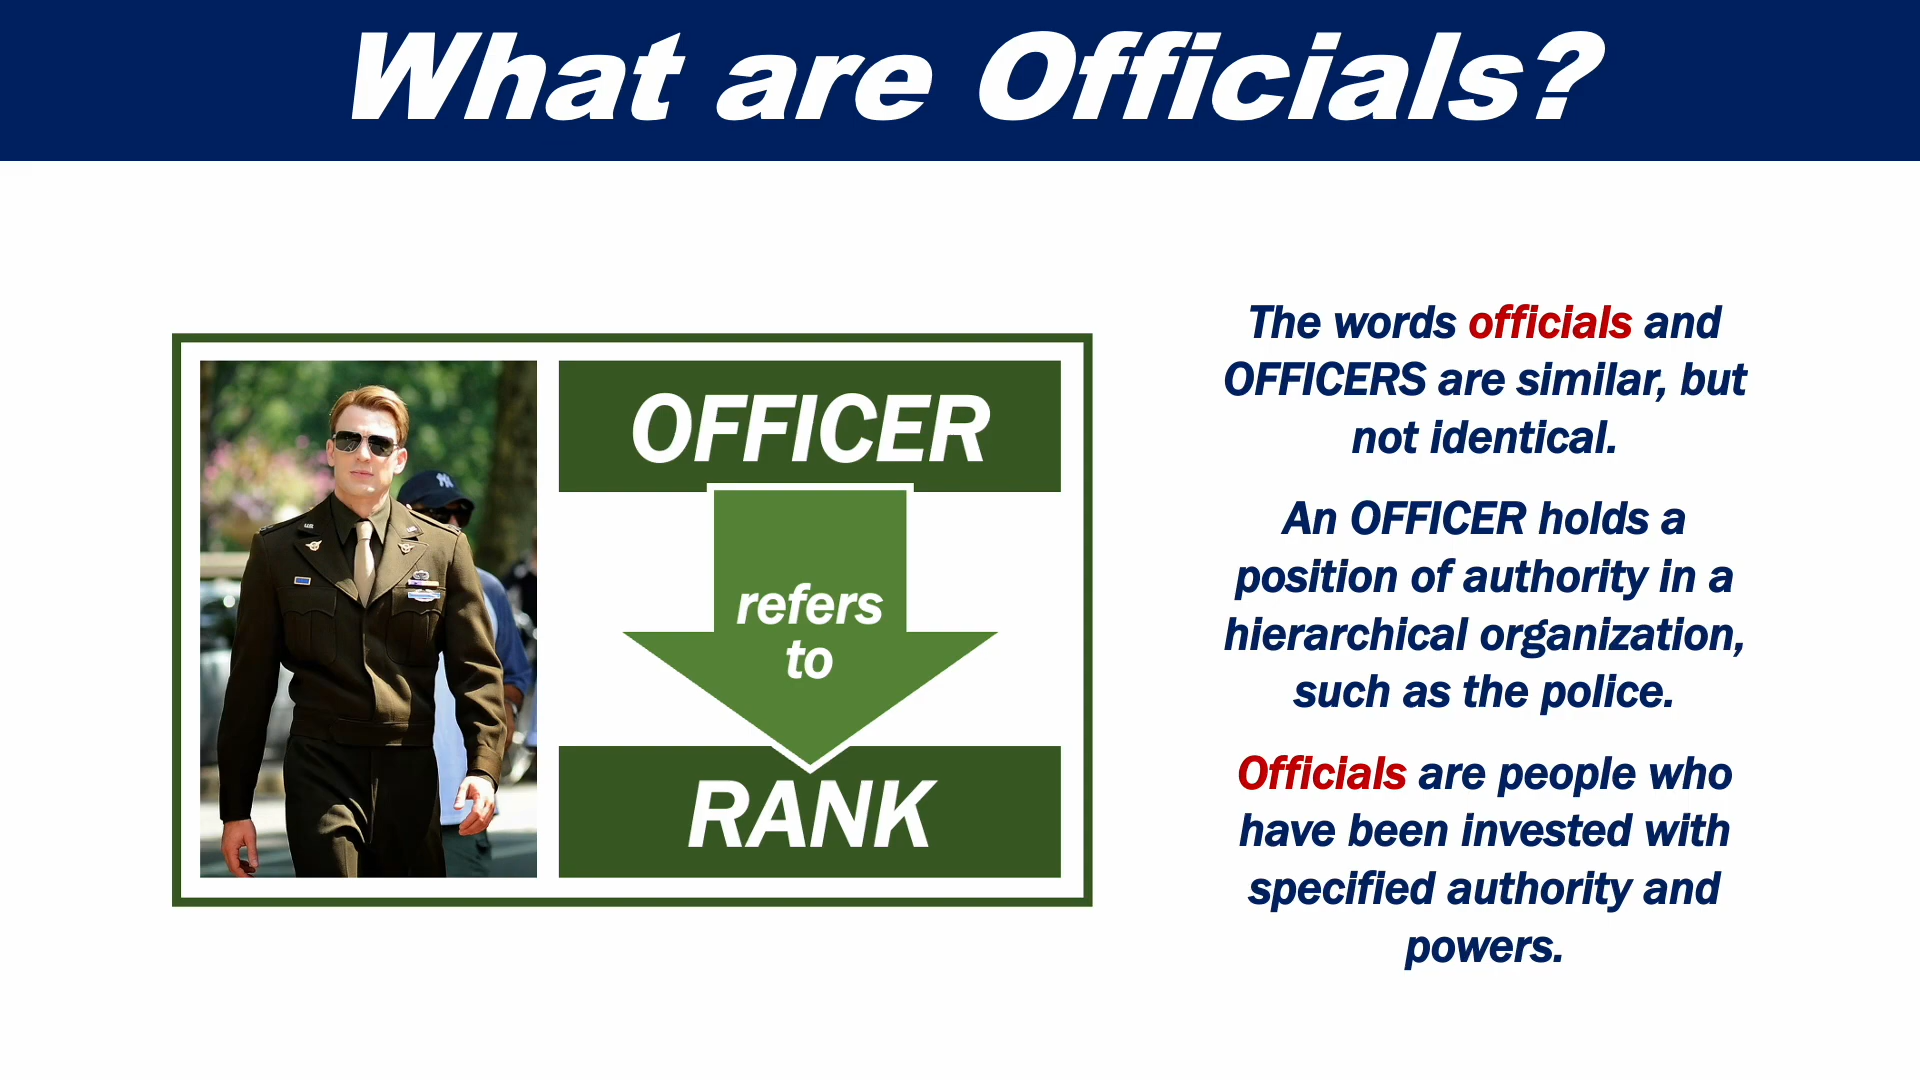 What are Officials?
OFFICER
refers
to
RANK
The words officials and
OFFICERS are similar, but
not identical.
An OFFICER holds a
position of authority in a
hierarchical organization,
such as the police.
Officials are people who
have been invested with
specified authority and
powers.